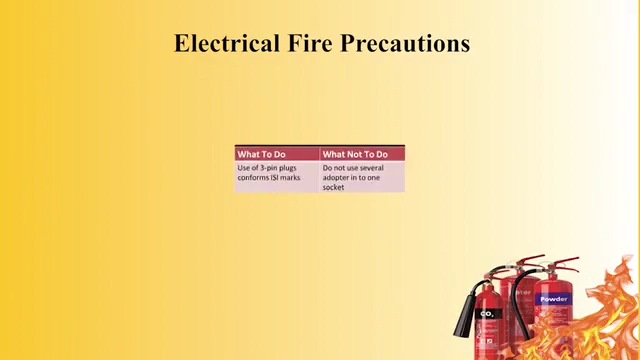 Electrical Fire Precautions
What To Do
What Not To Do
Use of 3-pin plugs
conforms ISI marks
Do not use several
adopter in to one
socket
Water
Powder
CO₂